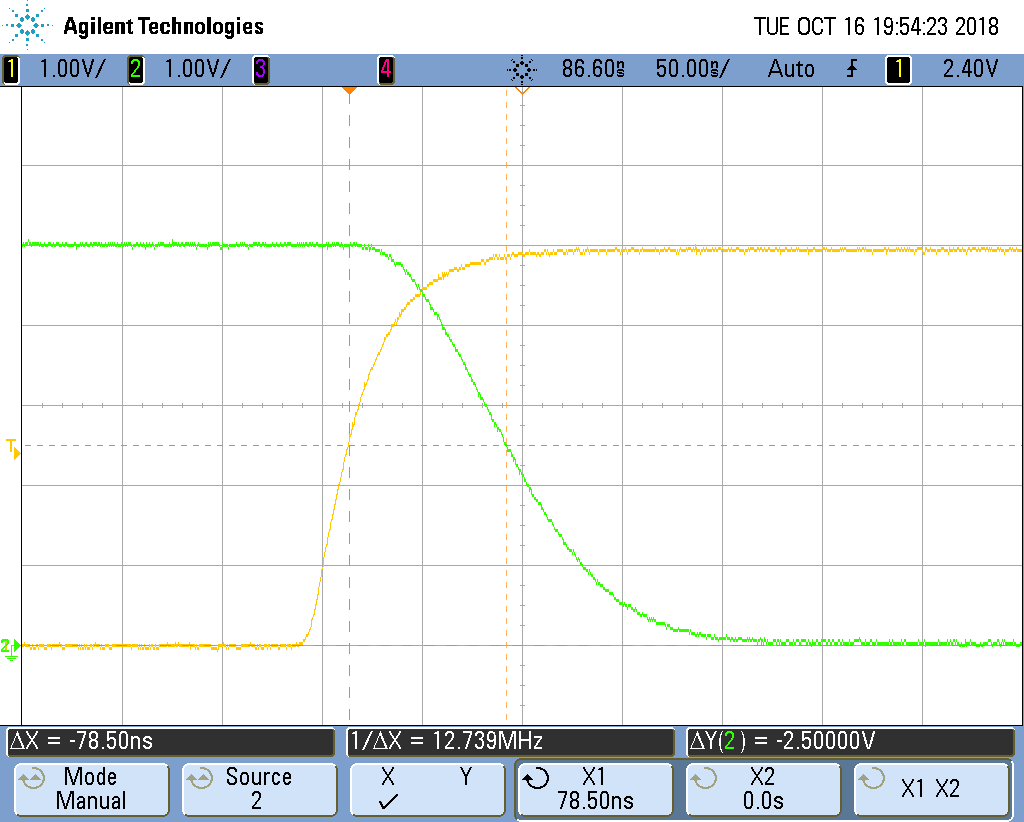 Agilent Technologies TUE OCT 16 19:54:23 2018
1 1.00V/ 2 1.00V/ 3 4 86.60ns 50.00ns/ Auto 1 2.40V
T
2
ΔX = -78.50ns 1/ΔX = 12.739MHz ΔY(2) = -2.50000V
Mode Source X Y X1 X2 X1 X2
Manual 2 ✓ 78.50ns 0.0s